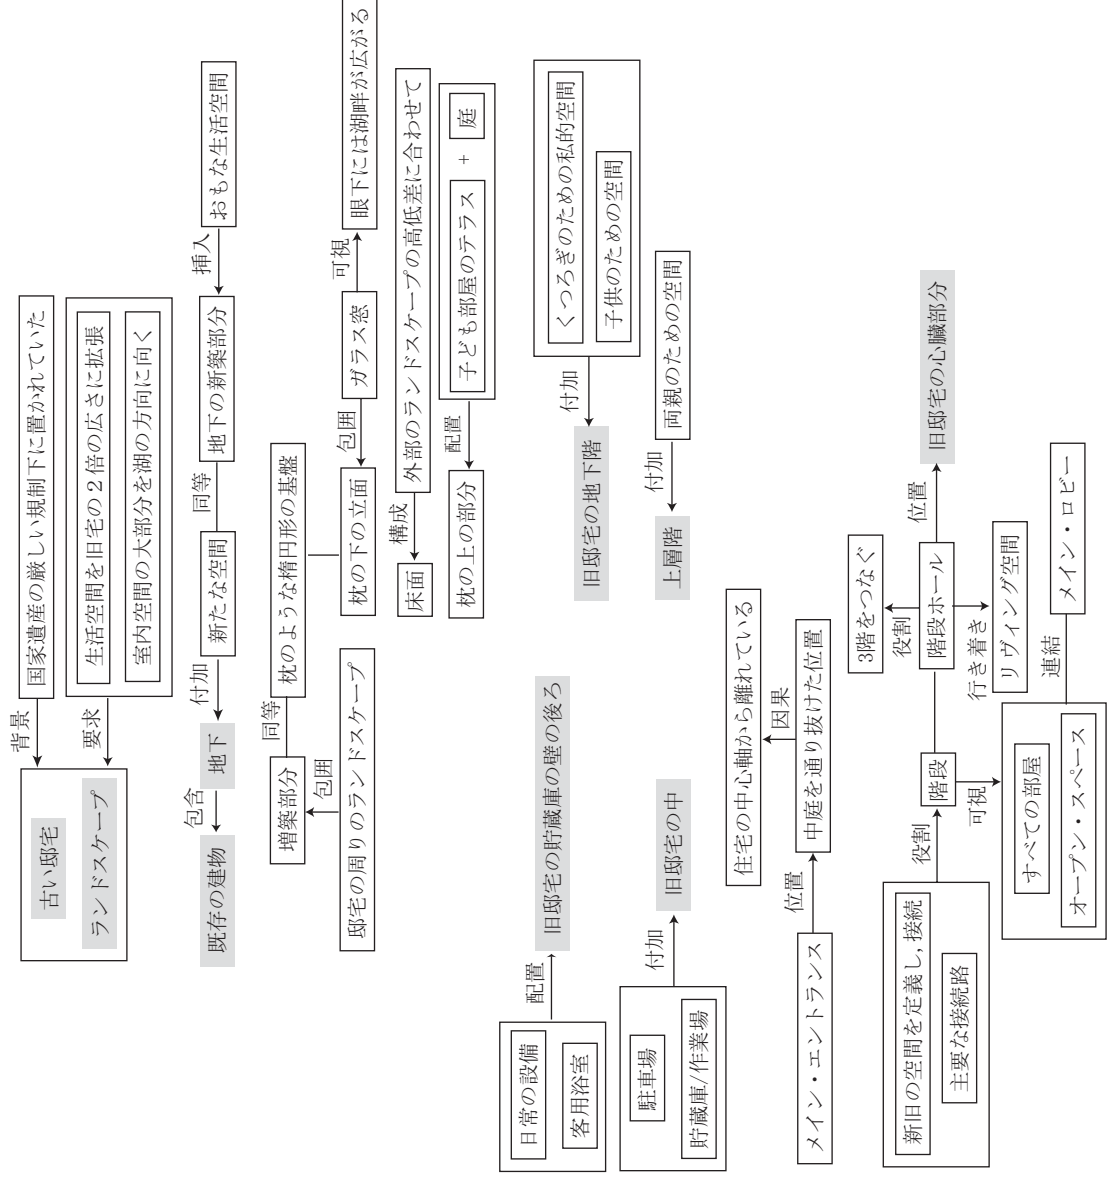 古い邸宅
ランドスケープ
背景
国家遺産の厳しい規制下に置かれていた
要求
生活空間を旧宅の2倍の広さに拡張
室内空間の大部分を湖の方向に向く
既存の建物
包含
地下
付加
新たな空間
同等
地下の新築部分
挿入
おもな生活空間
増築部分
同等
枕のような楕円形の基盤
包囲
邸宅の周りのランドスケープ
枕の下の立面
包囲
ガラス窓
可視
眼下には湖畔が広がる
床面
構成
外部のランドスケープの高低差に合わせて
枕の上の部分
配置
子ども部屋のテラス
+
庭
日常の設備
客用浴室
配置
旧邸宅の貯蔵庫の壁の後ろ
旧邸宅の地下階
付加
くつろぎのための私的空間
子供のための空間
駐車場
貯蔵庫/作業場
付加
旧邸宅の中
上層階
付加
両親のための空間
住宅の中心軸から離れている
因果
メイン・エントランス
位置
中庭を通り抜けた位置
新旧の空間を定義し,接続
主要な接続路
役割
階段
可視
すべての部屋
オープン・スペース
連結
メイン・ロビー
3階をつなぐ
役割
階段ホール
位置
旧邸宅の心臓部分
行き着き
リヴィング空間